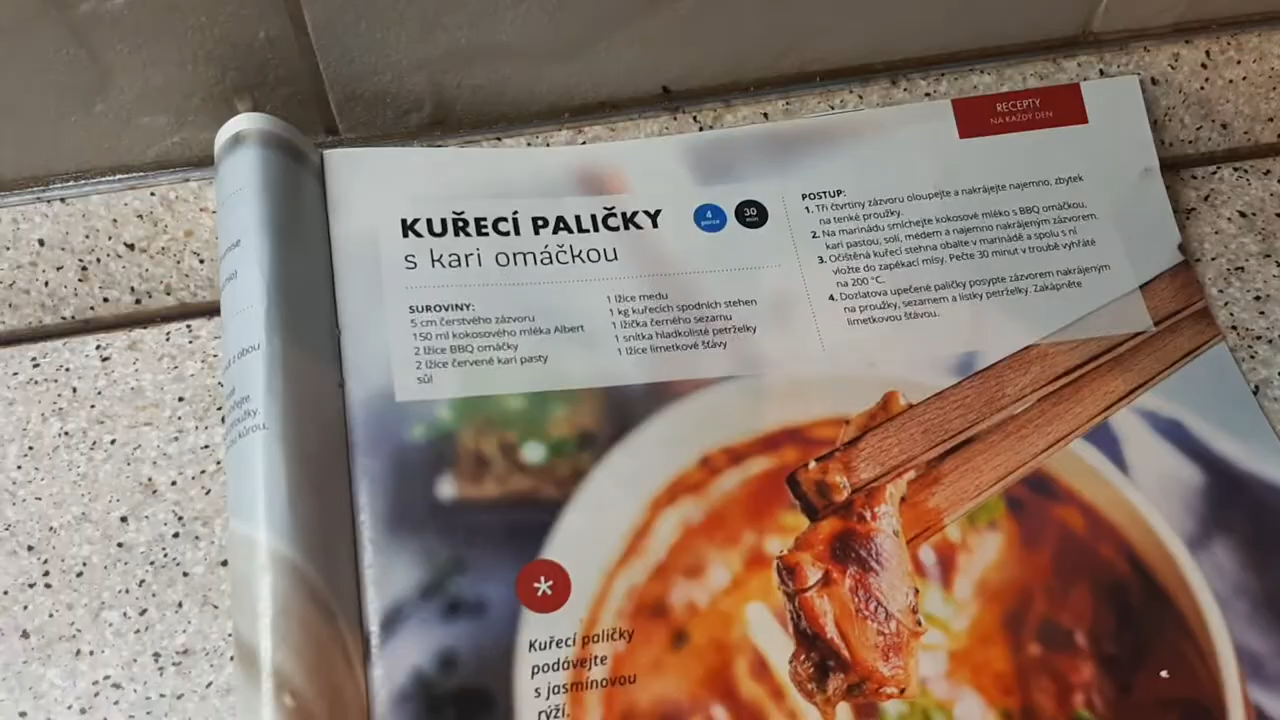 RECEPTY
NA KAŽDÝ DEN
KUŘECÍ PALIČKY
s kari omáčkou
4
porce
30
min
SUROVINY:
5 cm čerstvého zázvoru
150 ml kokosového mléka Albert
2 lžíce BBQ omáčky
2 lžíce červené kari pasty
sůl
1 lžíce medu
1 kg kuřecích spodních stehen
1 lžička černého sezamu
1 snítka hladkolisté petrželky
1 lžíce limetkové šťávy
POSTUP:
1. Tři čtvrtiny zázvoru oloupejte a nakrájejte najemno, zbytek
na tenké proužky.
2. Na marinádu smíchejte kokosové mléko s BBQ omáčkou,
kari pastou, solí, medem a najemno nakrájeným zázvorem.
3. Očištěná kuřecí stehna obalte v marinádě a spolu s ní
vložte do zapékací mísy. Pečte 30 minut v troubě vyhřáté
na 200 °C.
4. Dozlatova upečené paličky posypte zázvorem nakrájeným
na proužky, sezamem a lístky petrželky. Zakápněte
limetkovou šťávou.
*
Kuřecí paličky
podávejte
s jasmínovou
rýží.
z obou
kůrou,